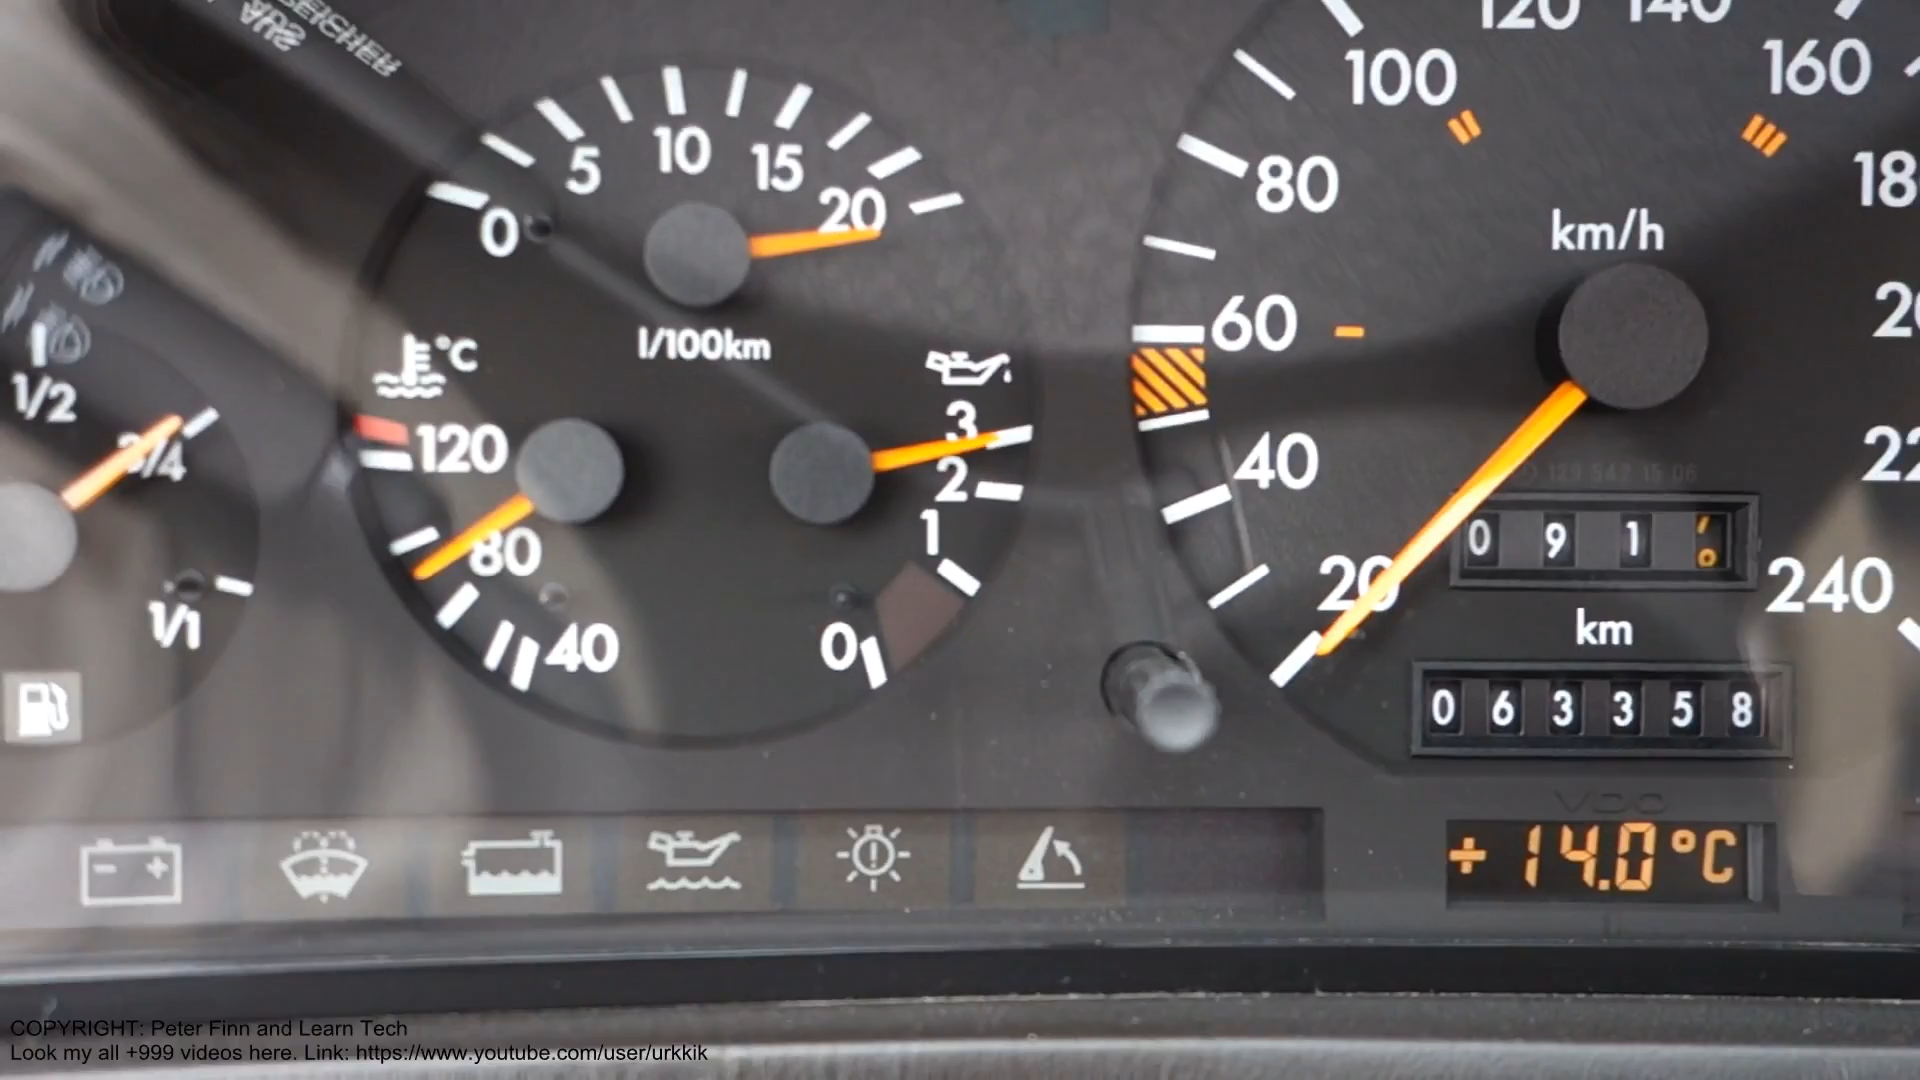 SPEICHER
AUS
120 140
100 160
5 10 15 20
0
80 18
km/h
l/100km
60
°C
1/2
3/4
120
3
2
1
40
80
20
0 9 1
240
1/1
40
0
km
0 6 3 3 5 8
VDO
+14.0°C
COPYRIGHT: Peter Finn and Learn Tech
Look my all +999 videos here. Link: https://www.youtube.com/user/urkkik